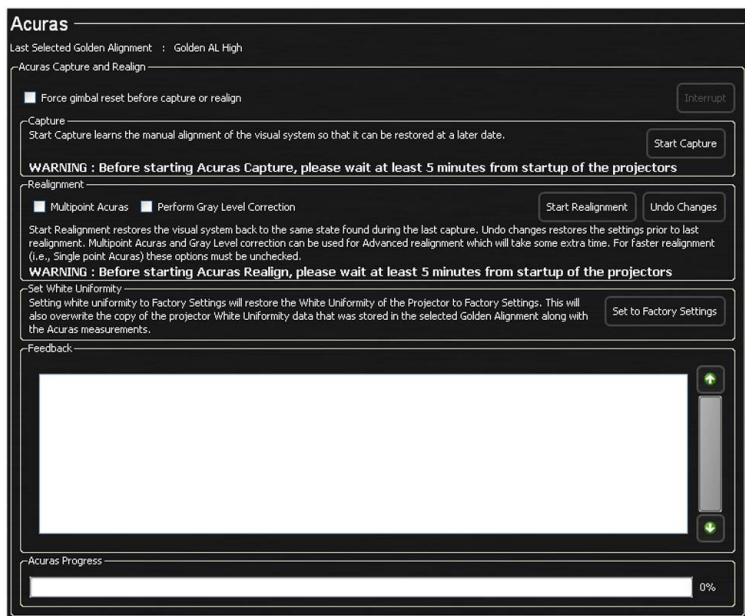 Acuras
Last Selected Golden Alignment : Golden AL High
Acuras Capture and Realign
Force gimbal reset before capture or realign
Interrupt
Capture
Start Capture learns the manual alignment of the visual system so that it can be restored at a later date.
Start Capture
WARNING : Before starting Acuras Capture, please wait at least 5 minutes from startup of the projectors
Realignment
Multipoint Acuras Perform Gray Level Correction Start Realignment Undo Changes
Start Realignment restores the visual system back to the same state found during the last capture. Undo changes restores the settings prior to last
realignment. Multipoint Acuras and Gray Level correction can be used for Advanced realignment which will take some extra time. For faster realignment
(i.e., Single point Acuras) these options must be unchecked.
WARNING : Before starting Acuras Realign, please wait at least 5 minutes from startup of the projectors
Set White Uniformity
Setting white uniformity to Factory Settings will restore the White Uniformity of the Projector to Factory Settings. This will
also overwrite the copy of the projector White Uniformity data that was stored in the selected Golden Alignment along with
the Acuras measurements.
Set to Factory Settings
Feedback
Acuras Progress
0%